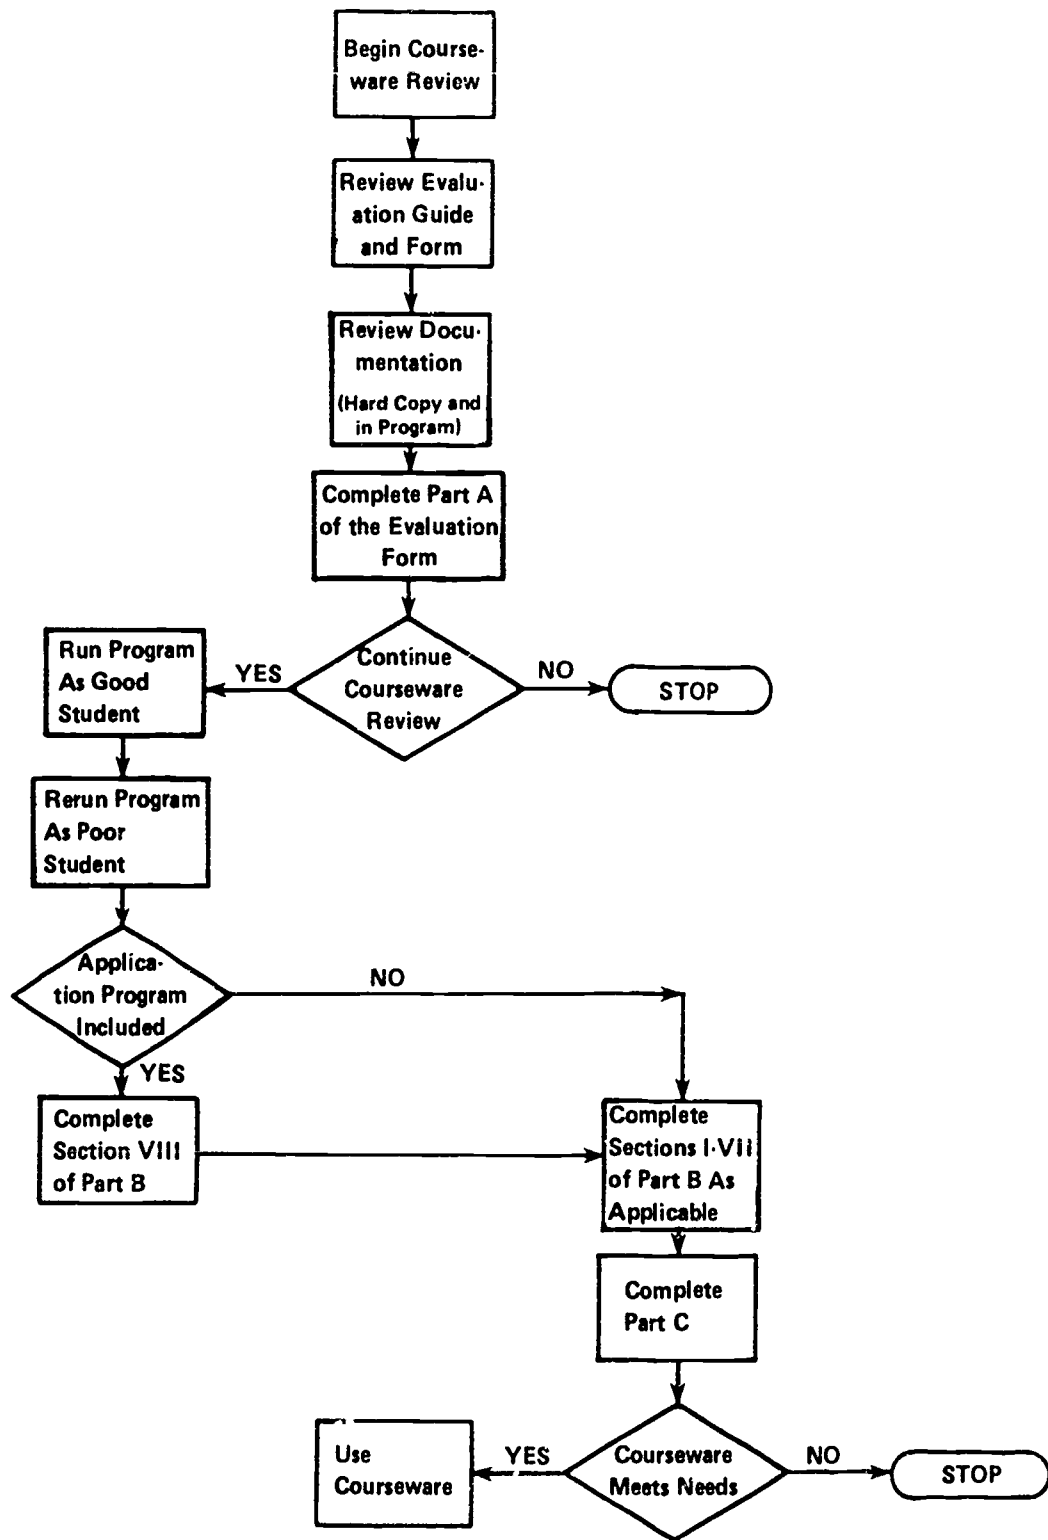 Begin Course-
ware Review
Review Evalu-
ation Guide
and Form
Review Docu-
mentation
(Hard Copy and
in Program)
Complete Part A
of the Evaluation
Form
Continue
Courseware
Review
YES
NO
STOP
Run Program
As Good
Student
Rerun Program
As Poor
Student
Applica-
tion Program
Included
NO
YES
Complete
Section VIII
of Part B
Complete
Sections I-VII
of Part B As
Applicable
Complete
Part C
Courseware
Meets Needs
YES
NO
Use
Courseware
STOP